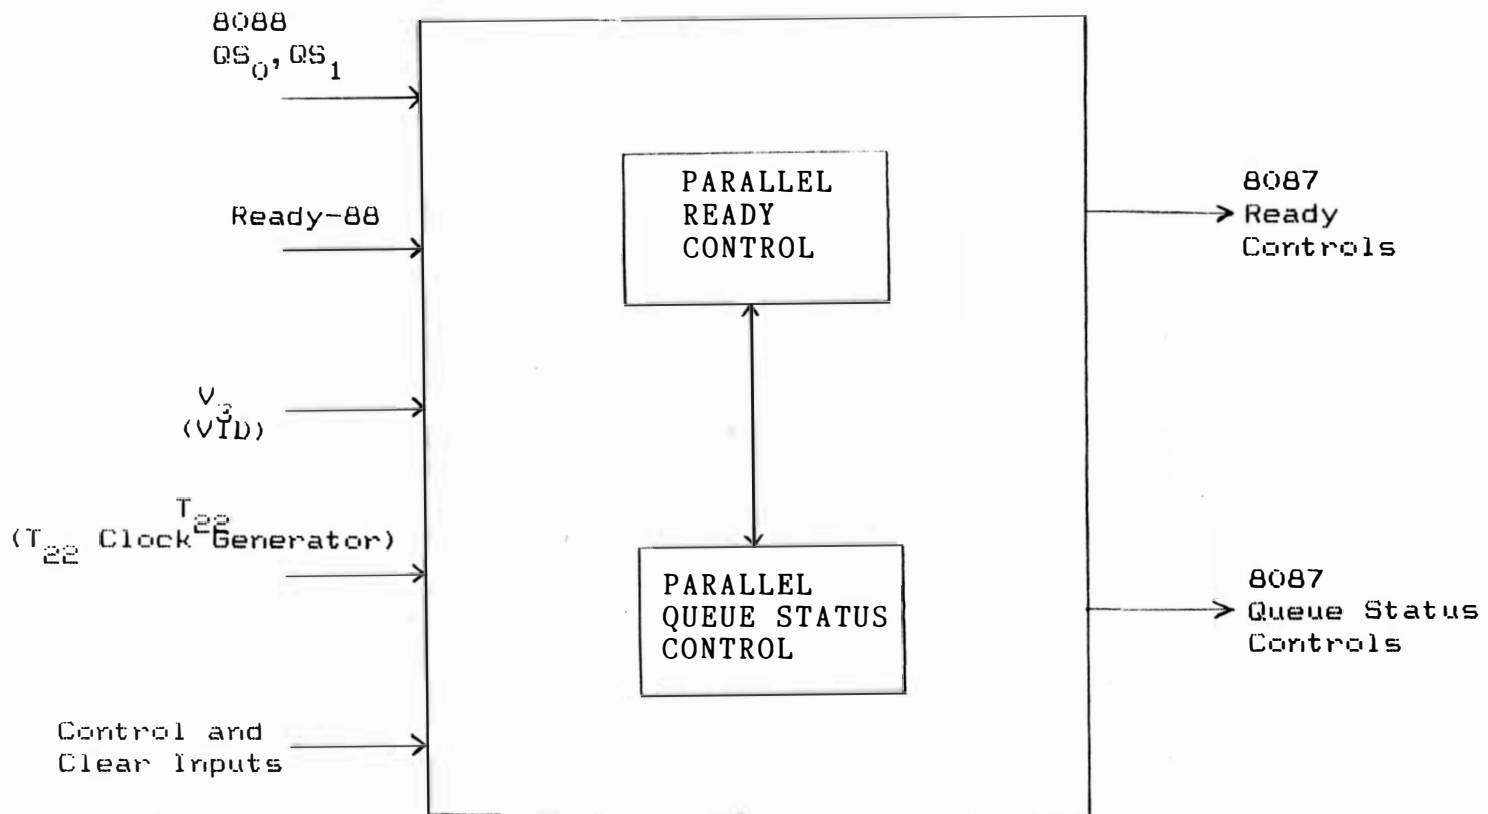 8088
QS0, QS1
Ready-88
V3
(VID)
T22
(T22 Clock Generator)
Control and
Clear Inputs
PARALLEL
READY
CONTROL
PARALLEL
QUEUE STATUS
CONTROL
8087
Ready
Controls
8087
Queue Status
Controls